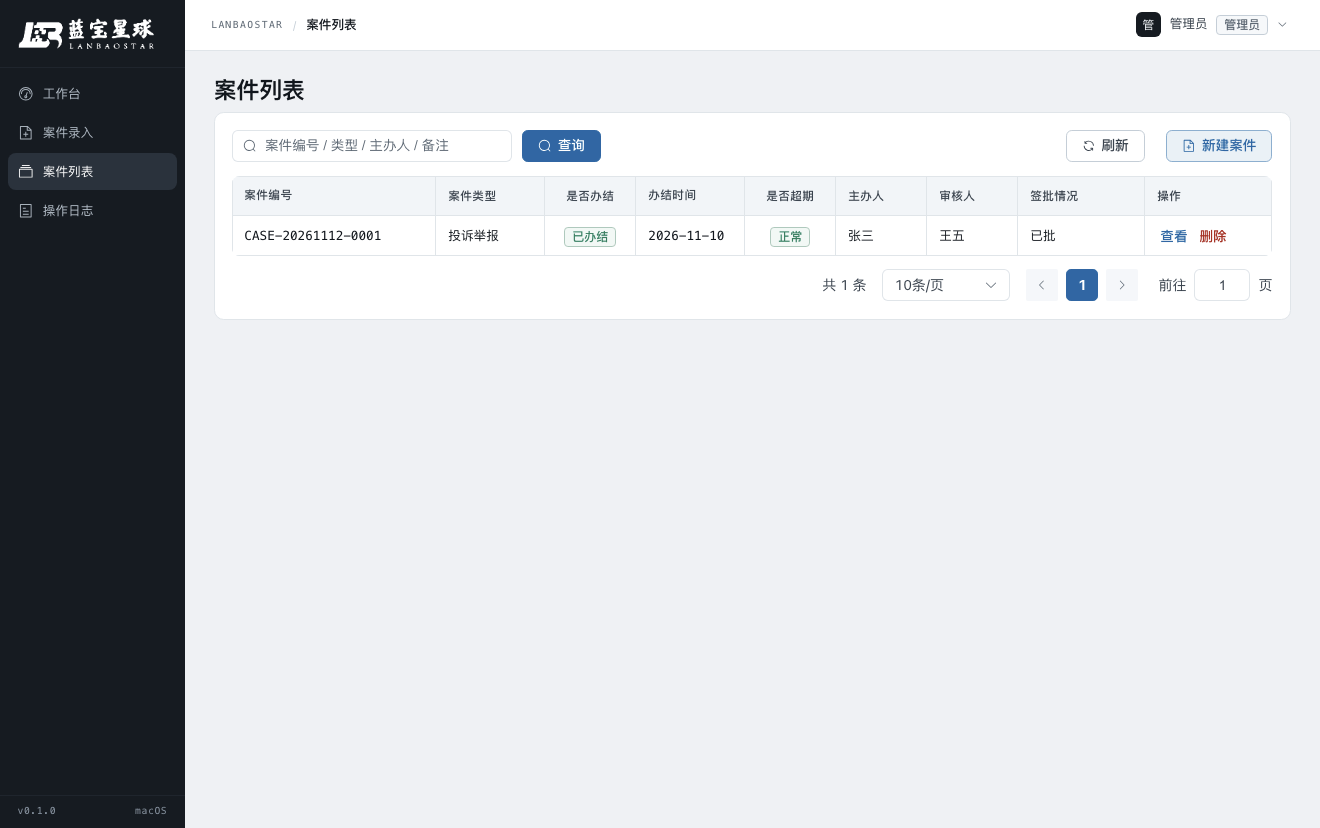 蓝宝星球
LANBAOSTAR
工作台
案件录入
案件列表
操作日志
v0.1.0 macOS
LANBAOSTAR / 案件列表
管 管理员 管理员
案件列表
案件编号 / 类型 / 主办人 / 备注 查询 刷新 新建案件
案件编号 案件类型 是否办结 办结时间 是否超期 主办人 审核人 签批情况 操作
CASE-20261112-0001 投诉举报 已办结 2026-11-10 正常 张三 王五 已批 查看 删除
共 1 条 10条/页 1 前往 1 页